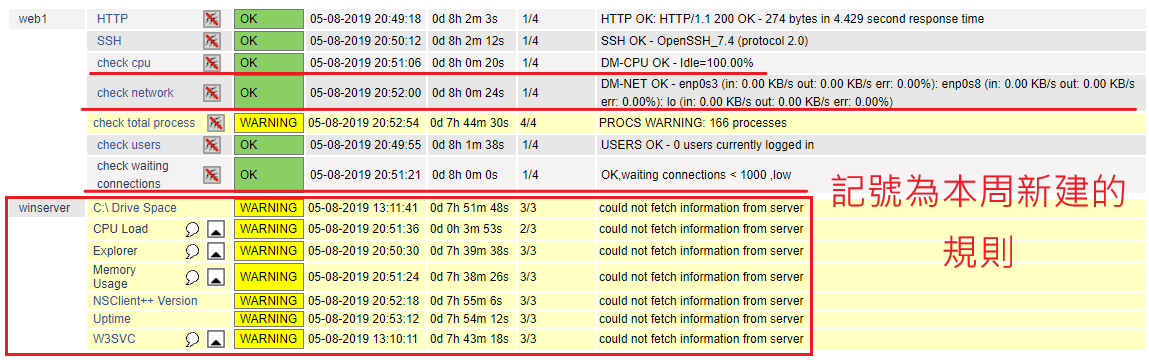 web1 HTTP OK 05-08-2019 20:49:18 0d 8h 2m 3s 1/4 HTTP OK: HTTP/1.1 200 OK - 274 bytes in 4.429 second response time
SSH OK 05-08-2019 20:50:12 0d 8h 2m 12s 1/4 SSH OK - OpenSSH_7.4 (protocol 2.0)
check cpu OK 05-08-2019 20:51:06 0d 8h 0m 20s 1/4 DM-CPU OK - Idle=100.00%
check network OK 05-08-2019 20:52:00 0d 8h 0m 24s 1/4 DM-NET OK - enp0s3 (in: 0.00 KB/s out: 0.00 KB/s err: 0.00%): enp0s8 (in: 0.00 KB/s out: 0.00 KB/s
err: 0.00%): lo (in: 0.00 KB/s out: 0.00 KB/s err: 0.00%)
check total process WARNING 05-08-2019 20:52:54 0d 7h 44m 30s 4/4 PROCS WARNING: 166 processes
check users OK 05-08-2019 20:49:55 0d 8h 1m 38s 1/4 USERS OK - 0 users currently logged in
check waiting
connections OK 05-08-2019 20:51:21 0d 8h 0m 0s 1/4 OK,waiting connections < 1000 ,low
記號為本周新建的
規則
winserver C:\ Drive Space WARNING 05-08-2019 13:11:41 0d 7h 51m 48s 3/3 could not fetch information from server
CPU Load WARNING 05-08-2019 20:51:36 0d 0h 3m 53s 2/3 could not fetch information from server
Explorer WARNING 05-08-2019 20:50:30 0d 7h 39m 38s 3/3 could not fetch information from server
Memory
Usage WARNING 05-08-2019 20:51:24 0d 7h 38m 26s 3/3 could not fetch information from server
NSClient++ Version WARNING 05-08-2019 20:52:18 0d 7h 55m 6s 3/3 could not fetch information from server
Uptime WARNING 05-08-2019 20:53:12 0d 7h 54m 12s 3/3 could not fetch information from server
W3SVC WARNING 05-08-2019 13:10:11 0d 7h 43m 18s 3/3 could not fetch information from server